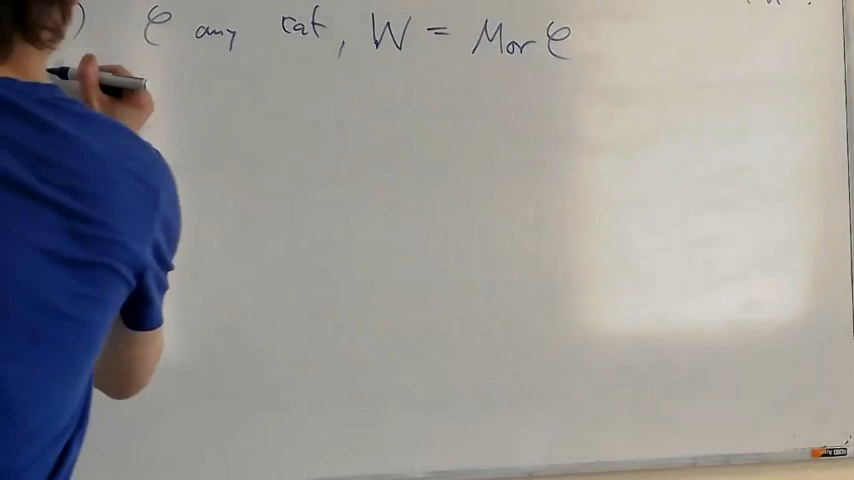 ) 𝒞 any cat, W = Mor 𝒞